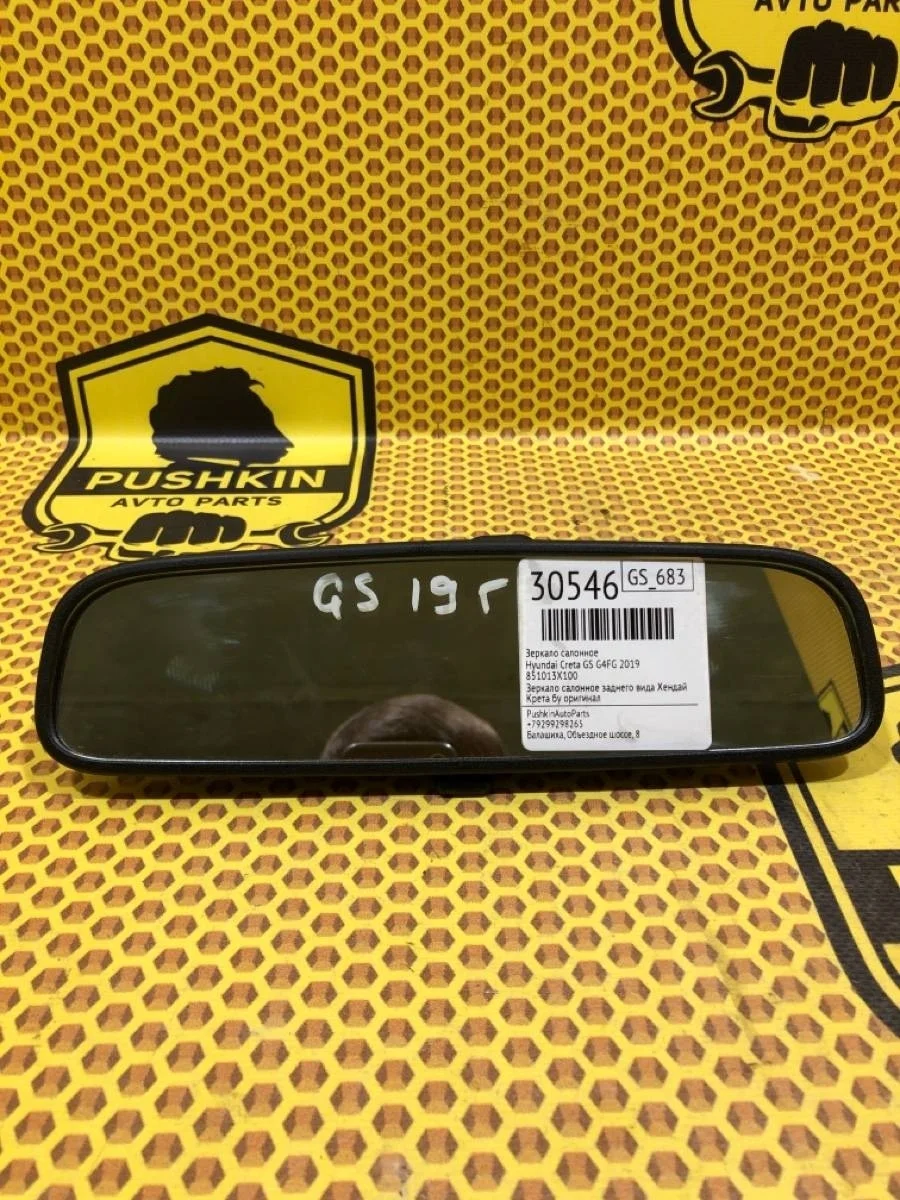 AVTO PAR
PUSHKIN
AVTO PARTS
GS 19 г
30546
GS_683
Зеркало салонное
Hyundai Creta GS G4FG 2019
851013X100
Зеркало салонное заднего вида Хендай
Крета бу оригинал
PushkinAutoParts
+79299298265
Балашиха, Объездное шоссе, 8